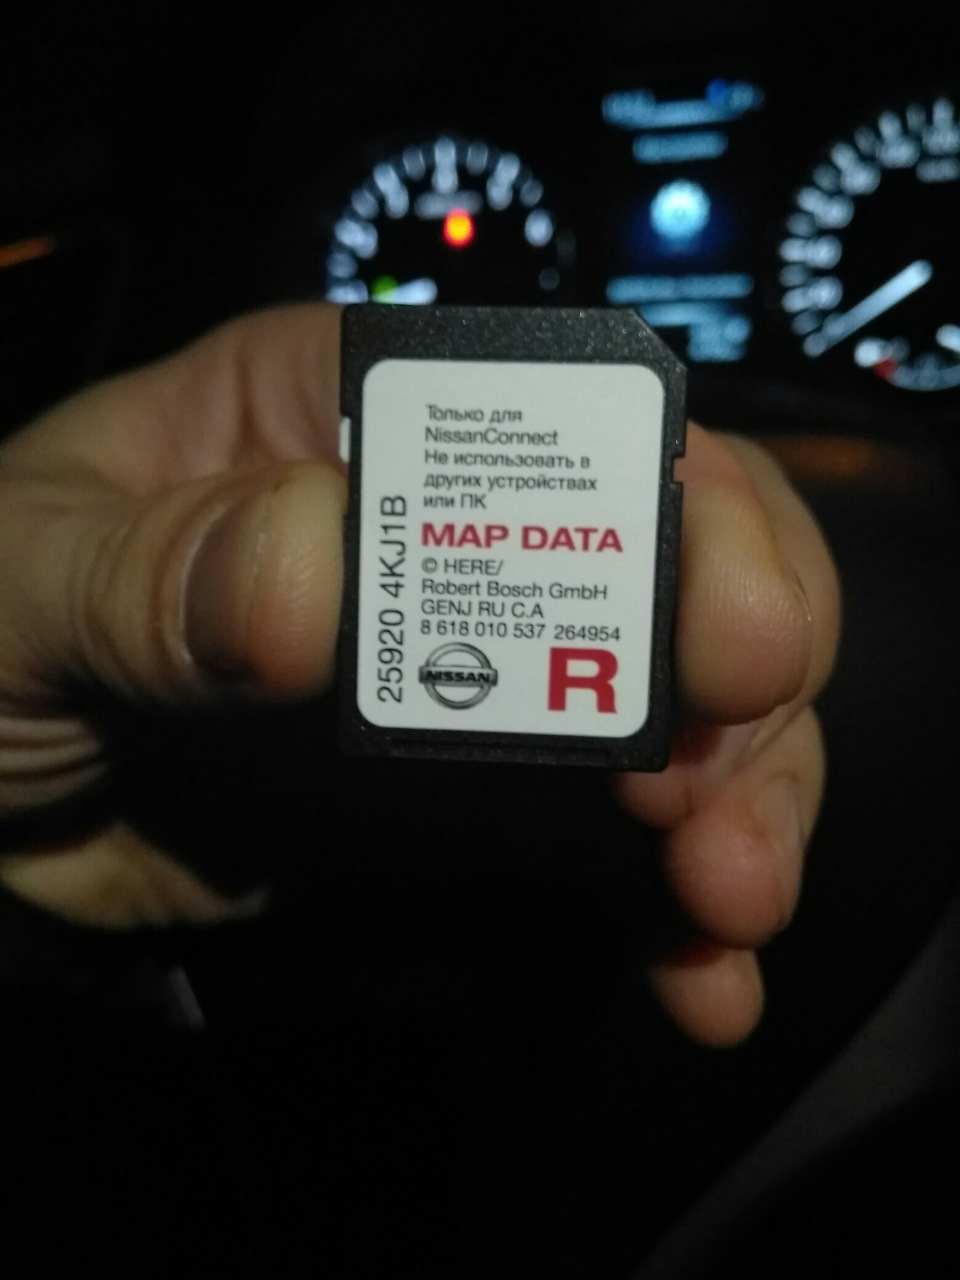 Только для
NissanConnect
Не использовать в
других устройствах
или ПК
MAP DATA
© HERE/
Robert Bosch GmbH
GENJ RU C.A
8 618 010 537 264954
NISSAN
R
25920 4KJ1B